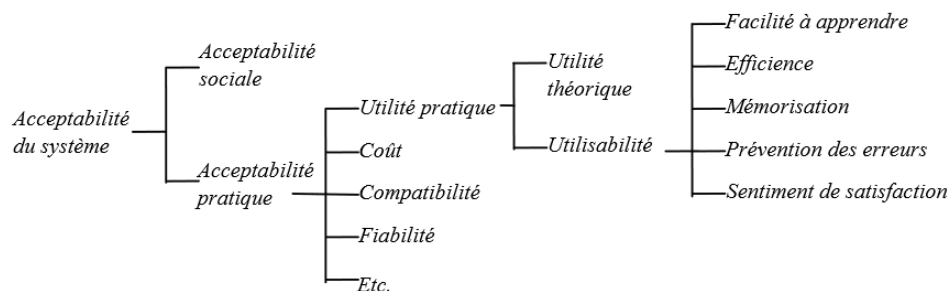 Acceptabilité
du système
Acceptabilité
sociale
Acceptabilité
pratique
Utilité pratique
Coût
Compatibilité
Fiabilité
Etc.
Utilité
théorique
Utilisabilité
Facilité à apprendre
Efficience
Mémorisation
Prévention des erreurs
Sentiment de satisfaction